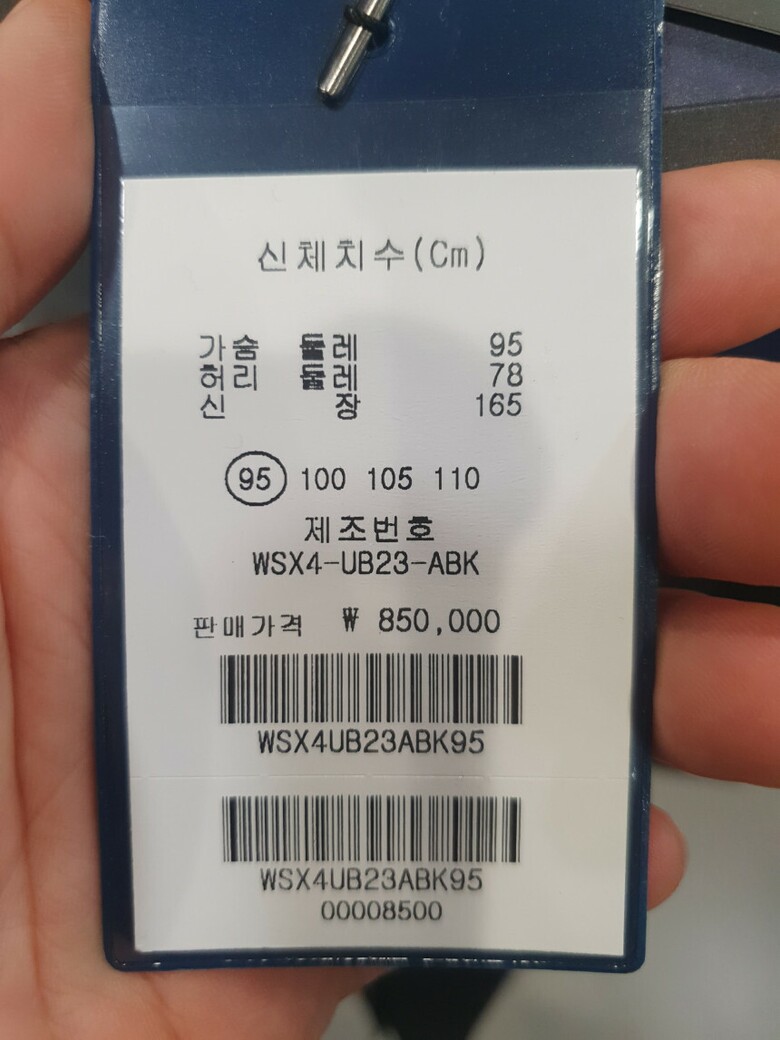 신체치수(Cm)
가슴 둘레 95
허리 둘레 78
신 장 165
95 100 105 110
제조번호
WSX4-UB23-ABK
판매가격 ₩ 850,000
WSX4UB23ABK95
WSX4UB23ABK95
00008500